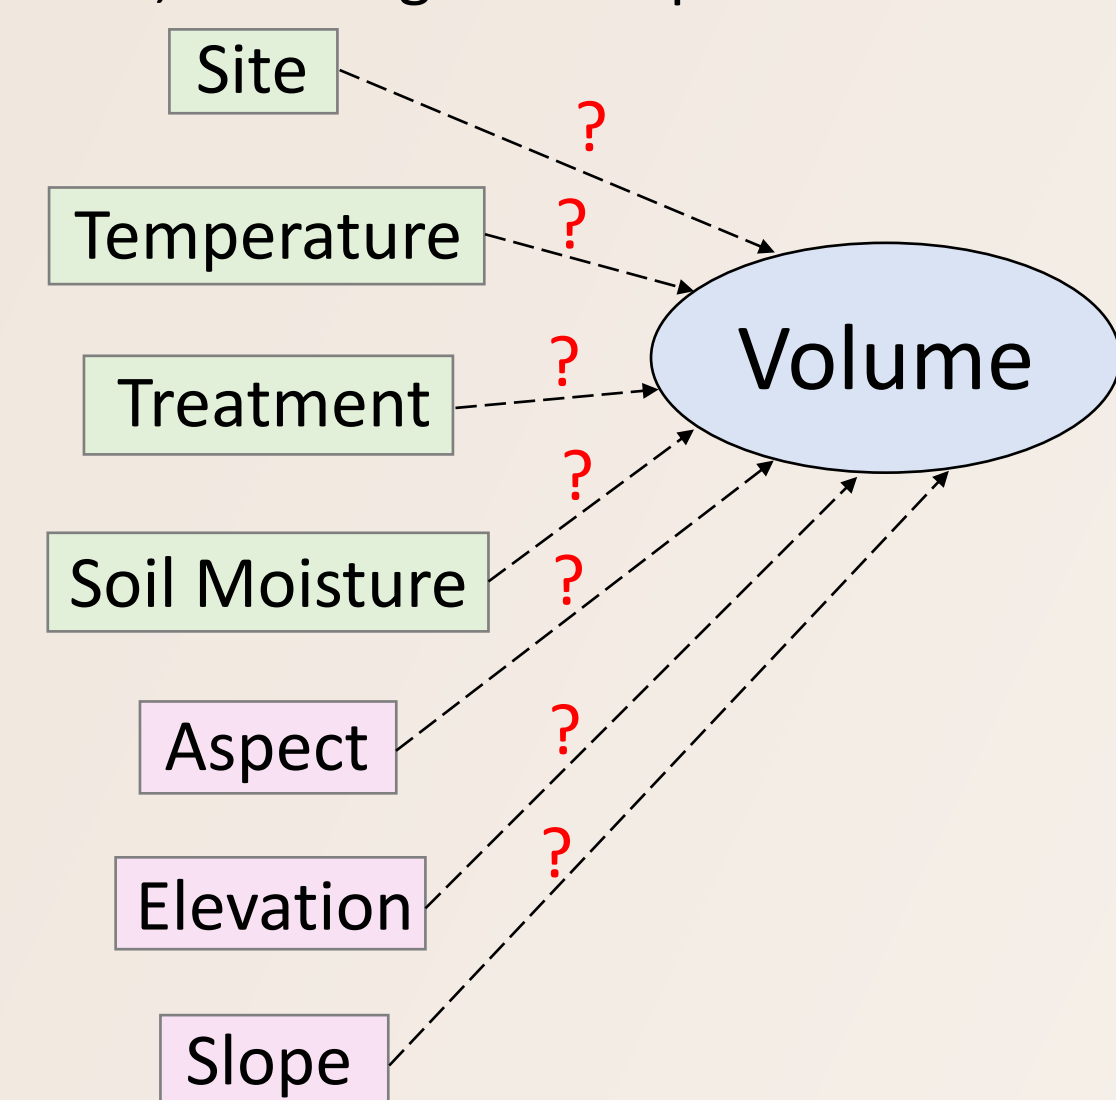 Site
?
?
Temperature
?
Volume
Treatment
?
Soil Moisture
?
Aspect
?
Elevation
?
Slope